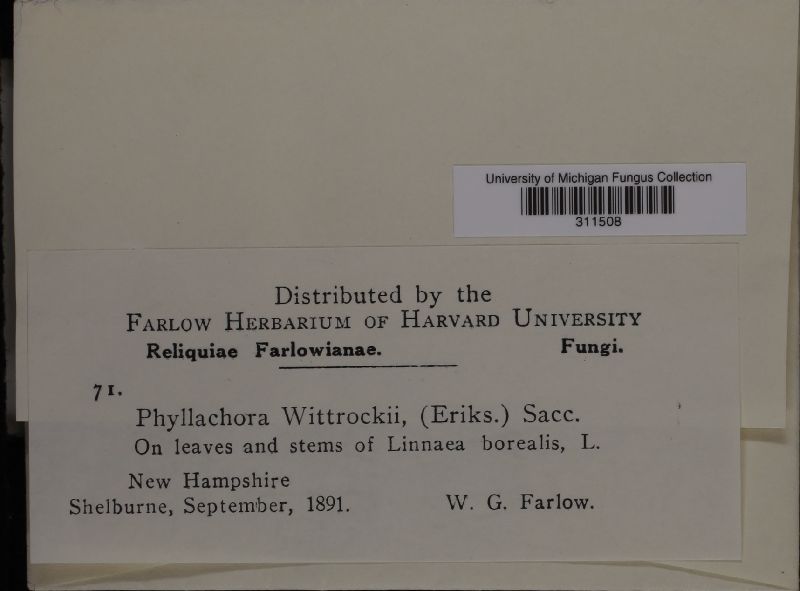 University of Michigan Fungus Collection
311508
Distributed by the
FARLOW HERBARIUM OF HARVARD UNIVERSITY
Reliquiae Farlowianae. Fungi.
71.
Phyllachora Wittrockii, (Eriks.) Sacc.
On leaves and stems of Linnaea borealis, L.
New Hampshire
Shelburne, September, 1891. W. G. Farlow.